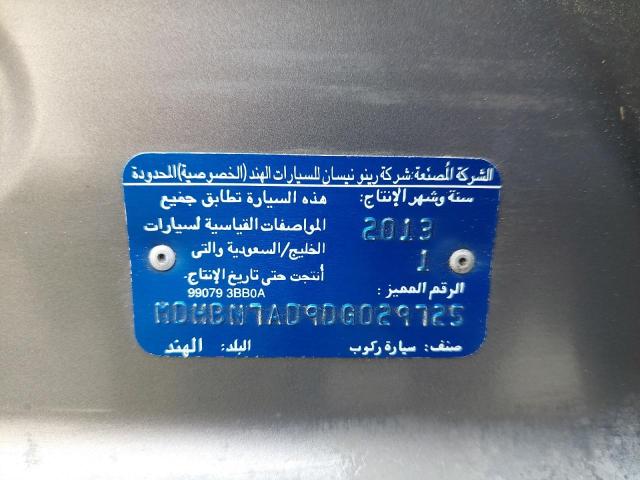 الشركة المُصنعة: شركة رينو نيسان للسيارات الهند (الخصوصية) المحدودة
سنة وشهر الإنتاج: هذه السيارة تطابق جميع
2013 المواصفات القياسية لسيارات
1 الخليج/السعودية والتى
أنتجت حتى تاريخ الإنتاج.
الرقم المميز: 99079 3BB0A
MDHBN7AD9DG029725
صنف: سيارة ركوب البلد: الهند